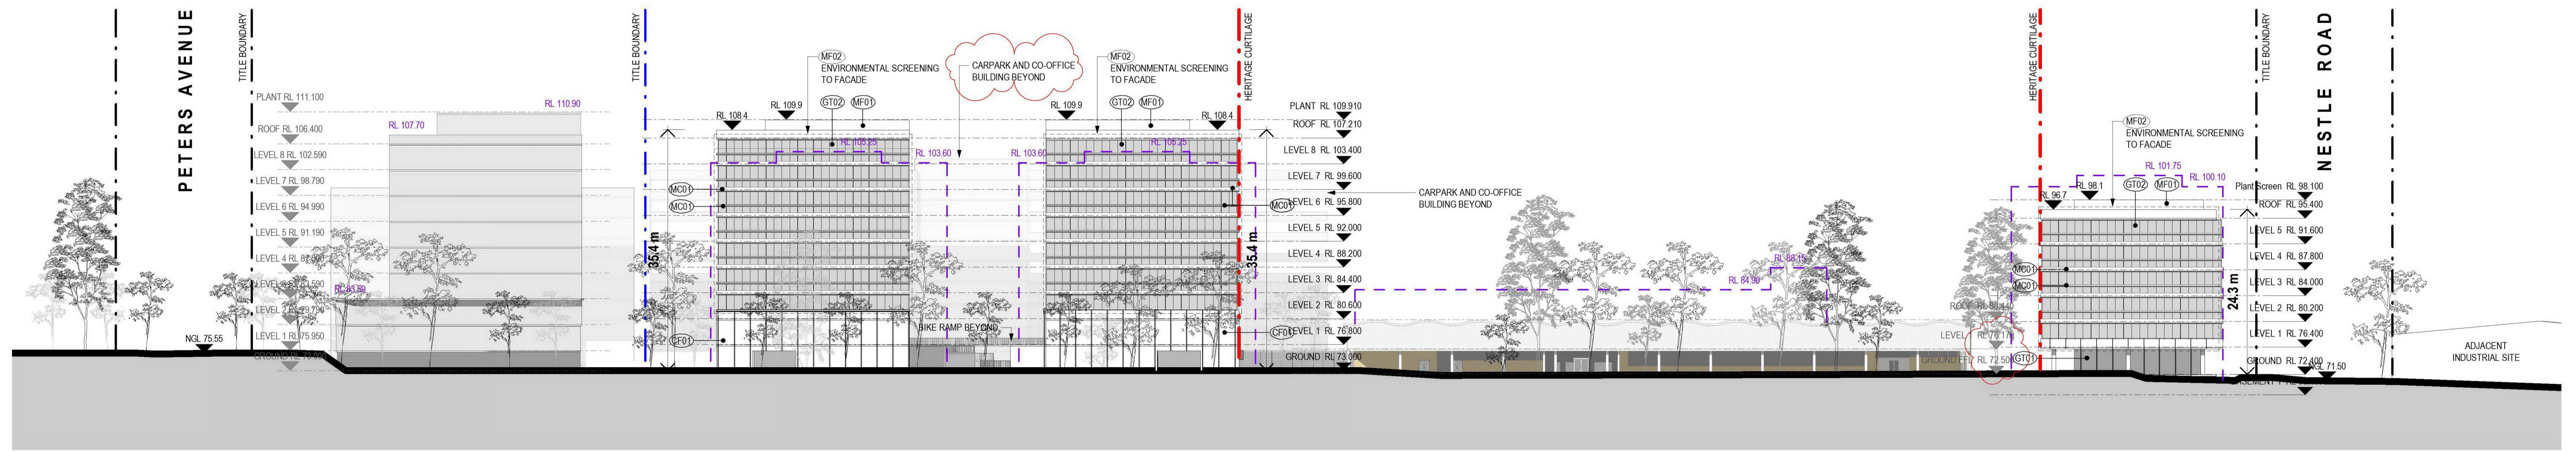 PETERS AVENUE
TITLE BOUNDARY
PLANT RL 111.100
ROOF RL 106.400
LEVEL 8 RL 102.590
LEVEL 7 RL 98.790
LEVEL 6 RL 94.990
LEVEL 5 RL 91.190
LEVEL 1 RL 75.950
NGL 75.55
RL 110.90
RL 107.70
RL 83.89
TITLE BOUNDARY
35.4 m
RL 108.4
RL 109.9
MF02
ENVIRONMENTAL SCREENING
TO FACADE
GT02
MF01
RL 105.25
RL 103.60
MC01
MC01
CF01
CARPARK AND CO-OFFICE
BUILDING BEYOND
BIKE RAMP BEYOND
RL 103.60
RL 109.9
MF02
ENVIRONMENTAL SCREENING
TO FACADE
GT02
MF01
RL 108.4
RL 105.25
HERITAGE CURTILAGE
35.4 m
MC01
CF01
PLANT RL 109.910
ROOF RL 107.210
LEVEL 8 RL 103.400
LEVEL 7 RL 99.600
LEVEL 6 RL 95.800
LEVEL 5 RL 92.000
LEVEL 4 RL 88.200
LEVEL 3 RL 84.400
LEVEL 2 RL 80.600
LEVEL 1 RL 76.800
GROUND RL 73.000
CARPARK AND CO-OFFICE
BUILDING BEYOND
RL 84.90
RL 88.15
HERITAGE CURTILAGE
MF02
ENVIRONMENTAL SCREENING
TO FACADE
RL 101.75
RL 100.10
RL 96.7
RL 98.1
GT02
MF01
MC01
MC01
GT01
24.3 m
Plant Screen RL 98.100
ROOF RL 95.400
LEVEL 5 RL 91.600
LEVEL 4 RL 87.800
LEVEL 3 RL 84.000
LEVEL 2 RL 80.200
LEVEL 1 RL 76.400
GROUND RL 72.400
NGL 71.50
TITLE BOUNDARY
NESTLE ROAD
ADJACENT
INDUSTRIAL SITE